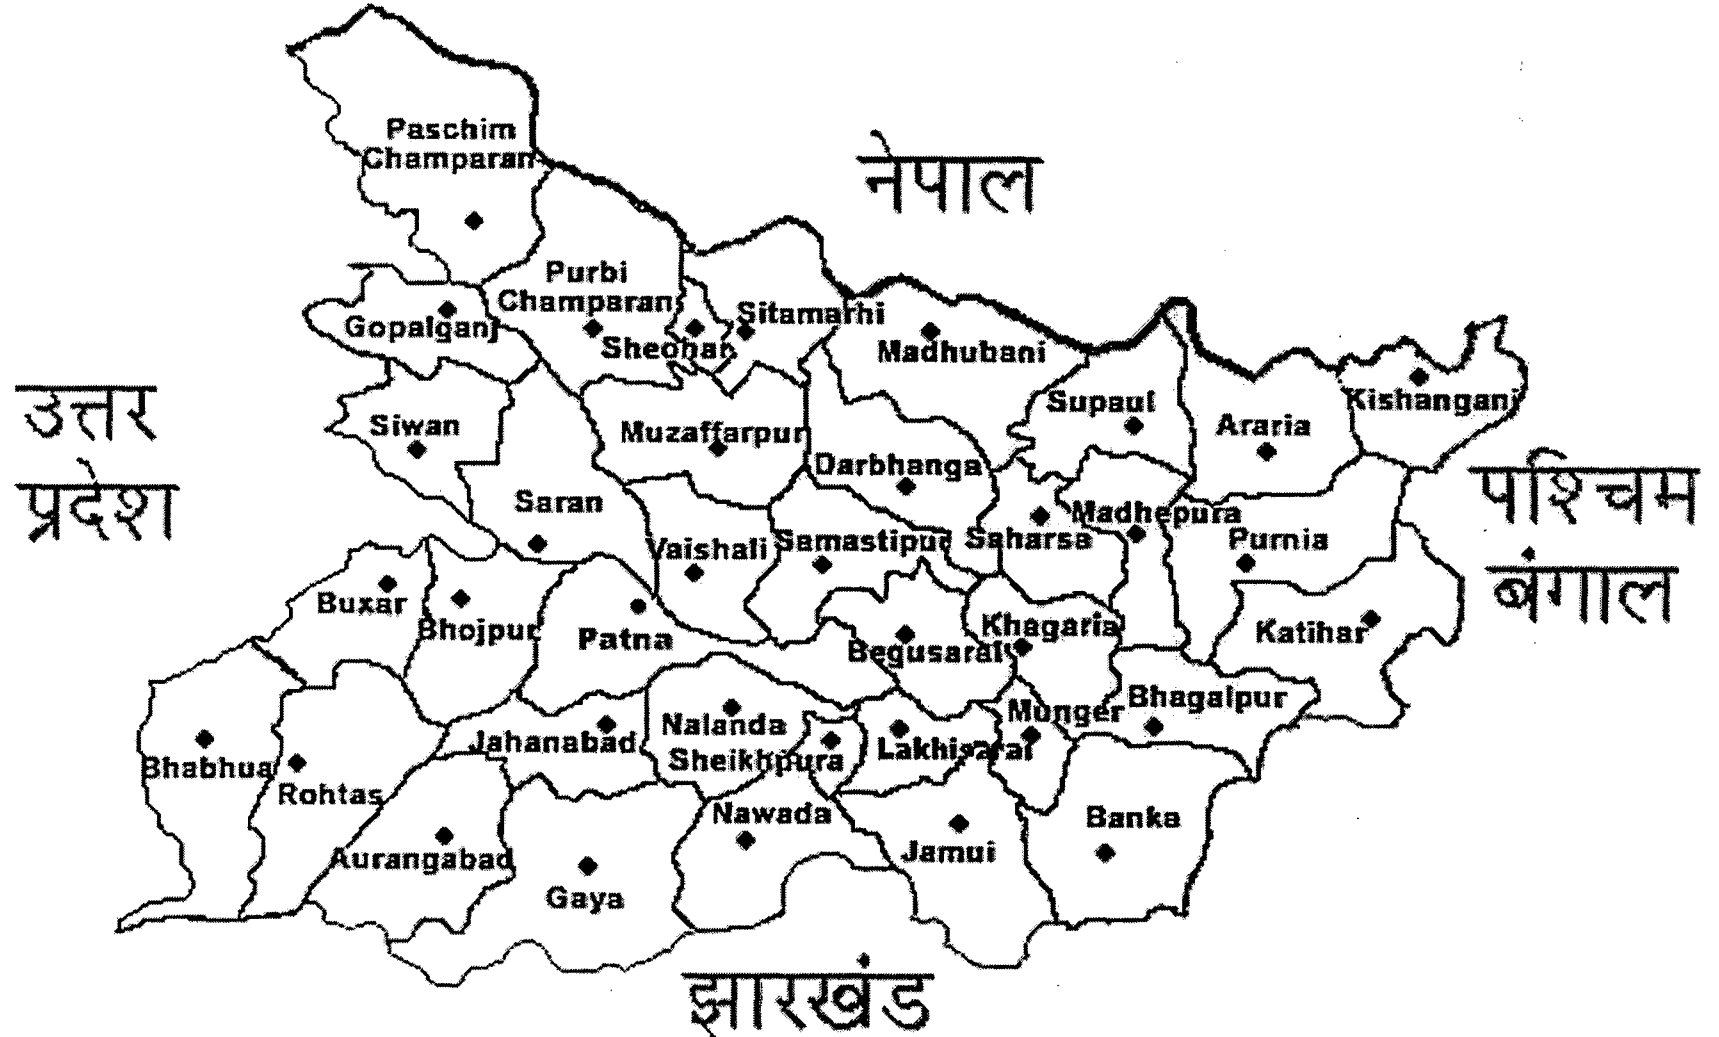 Paschim
Champaran
नेपाल
Purbi
Champaran
Gopalganj
Sitamarhi
Sheohar
Madhubani
उत्तर
प्रदेश
Siwan
Muzaffarpur
Supaul
Araria
Kishanganj
Darbhanga
पश्चिम
बंगाल
Saran
Vaishali
Samastipur
Saharsa
Madhepura
Purnia
Buxar
Bhojpur
Patna
Begusarai
Khagaria
Katihar
Bhabhua
Rohtas
Jahanabad
Nalanda
Sheikhpura
Lakhisarai
Munger
Bhagalpur
Aurangabad
Gaya
Nawada
Jamui
Banka
झारखंड